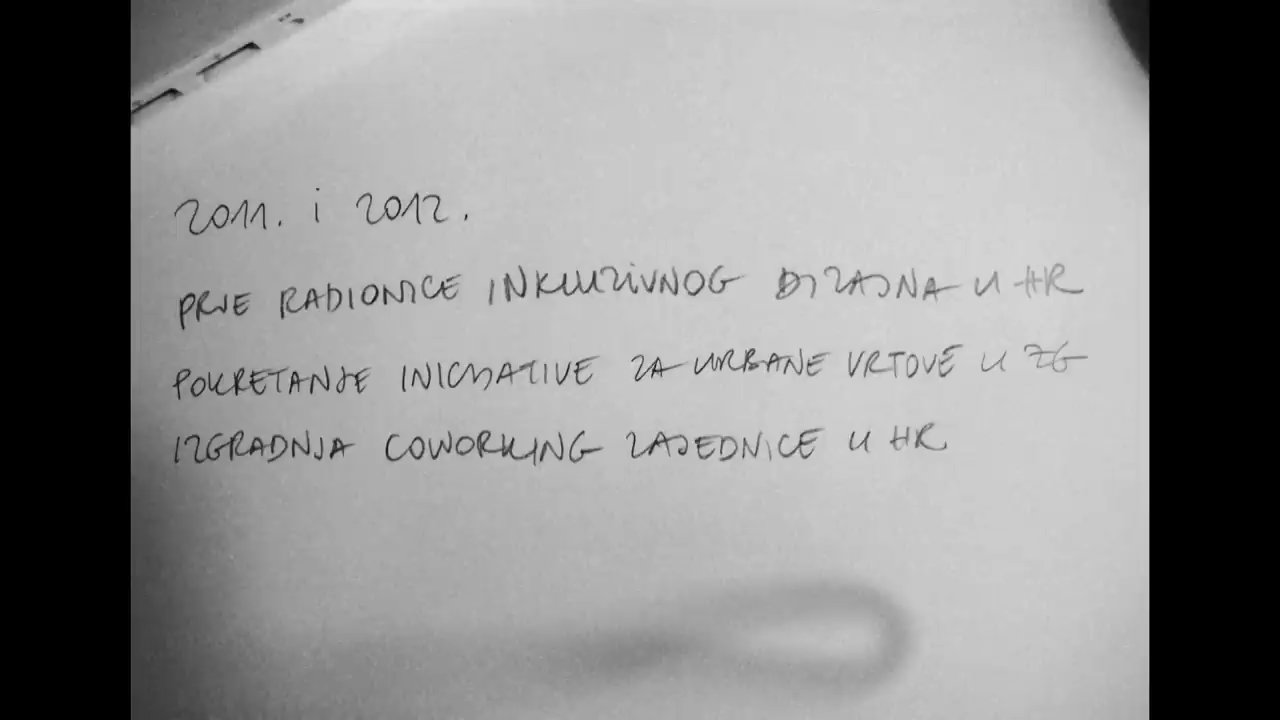 2011. i 2012.
PRVE RADIONICE INKLUZIVNOG DIZAJNA U HR
POKRETANJE INICIJATIVE ZA URBANE VRTOVE U ZG
IZGRADNJA COWORKING ZAJEDNICE U HR